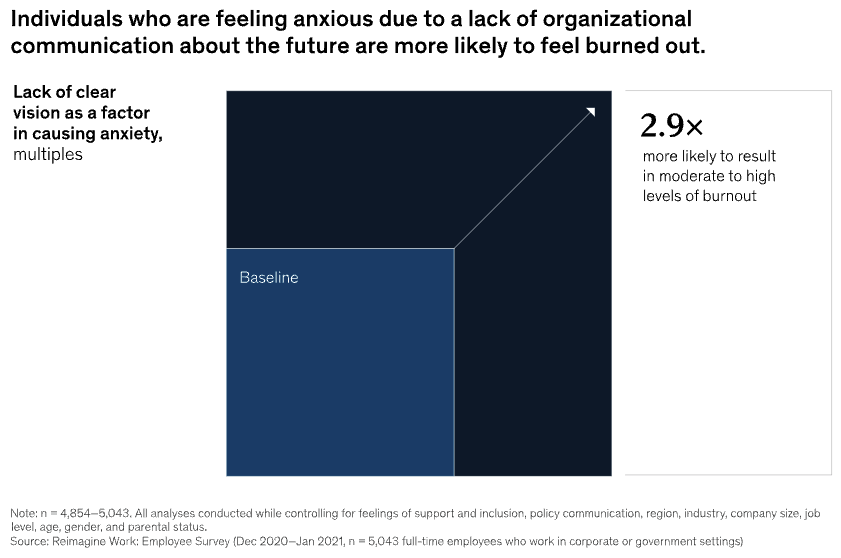 Individuals who are feeling anxious due to a lack of organizational
communication about the future are more likely to feel burned out.
Lack of clear
vision as a factor
in causing anxiety,
multiples
Baseline
2.9×
more likely to result
in moderate to high
levels of burnout
Note: n = 4,854–5,043. All analyses conducted while controlling for feelings of support and inclusion, policy communication, region, industry, company size, job
level, age, gender, and parental status.
Source: Reimagine Work: Employee Survey (Dec 2020–Jan 2021, n = 5,043 full-time employees who work in corporate or government settings)